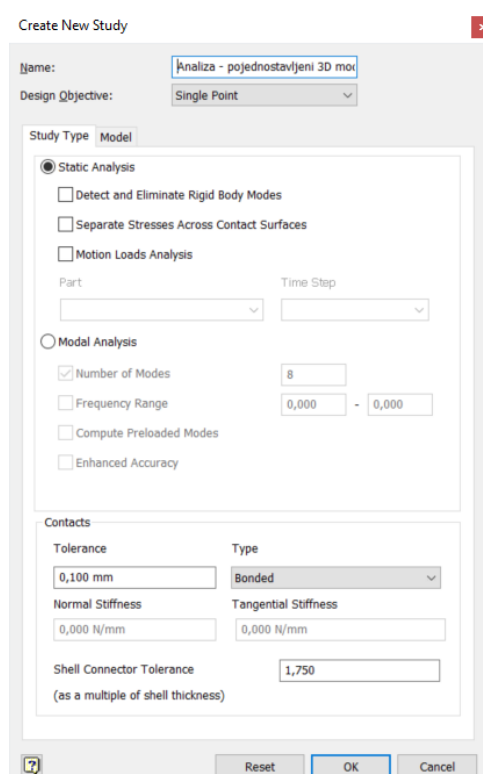 Create New Study
Name: Analiza - pojednostavljeni 3D moc
Design Objective: Single Point
Study Type Model
Static Analysis
Detect and Eliminate Rigid Body Modes
Separate Stresses Across Contact Surfaces
Motion Loads Analysis
Part Time Step
Modal Analysis
Number of Modes 8
Frequency Range 0,000 - 0,000
Compute Preloaded Modes
Enhanced Accuracy
Contacts
Tolerance Type
0,100 mm Bonded
Normal Stiffness Tangential Stiffness
0,000 N/mm 0,000 N/mm
Shell Connector Tolerance 1,750
(as a multiple of shell thickness)
? Reset OK Cancel